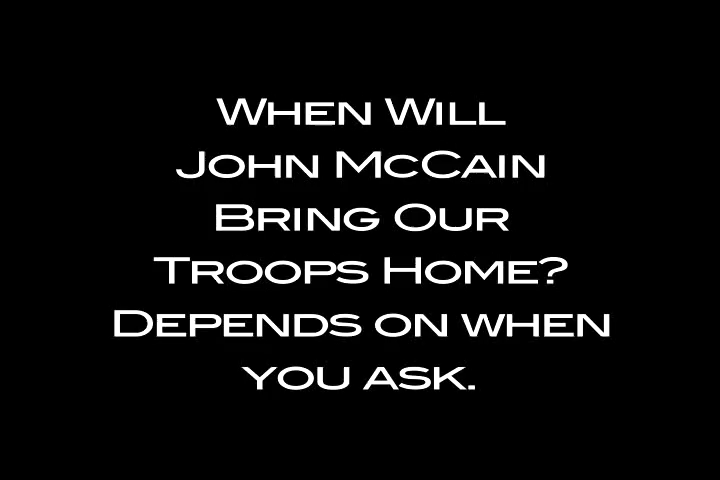 When Will
John McCain
Bring Our
Troops Home?
Depends on when
you ask.